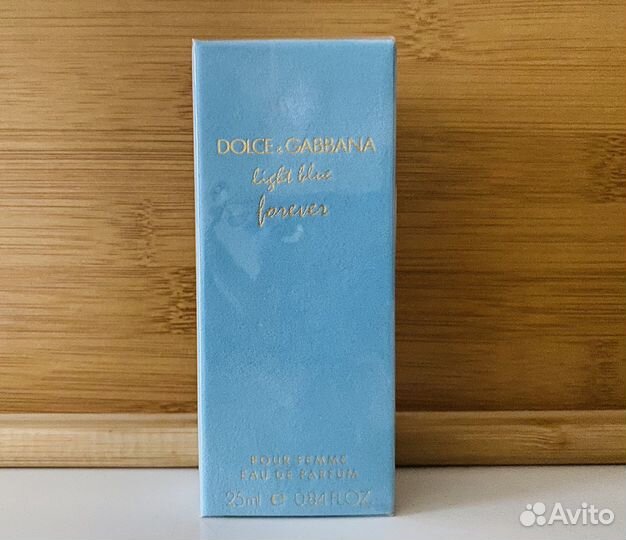 DOLCE & GABBANA
light blue
forever
POUR FEMME
EAU DE PARFUM
25ml ℮ 0.84 FL.OZ.
Avito